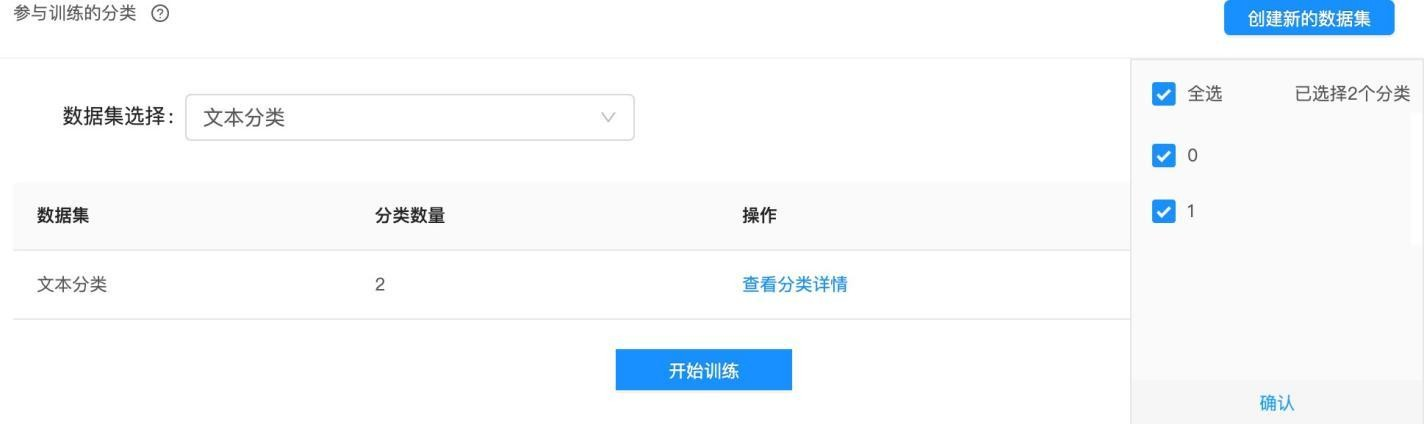 参与训练的分类 ?
创建新的数据集
数据集选择: 文本分类
全选 已选择2个分类
0
1
数据集 分类数量 操作
文本分类 2 查看分类详情
开始训练
确认